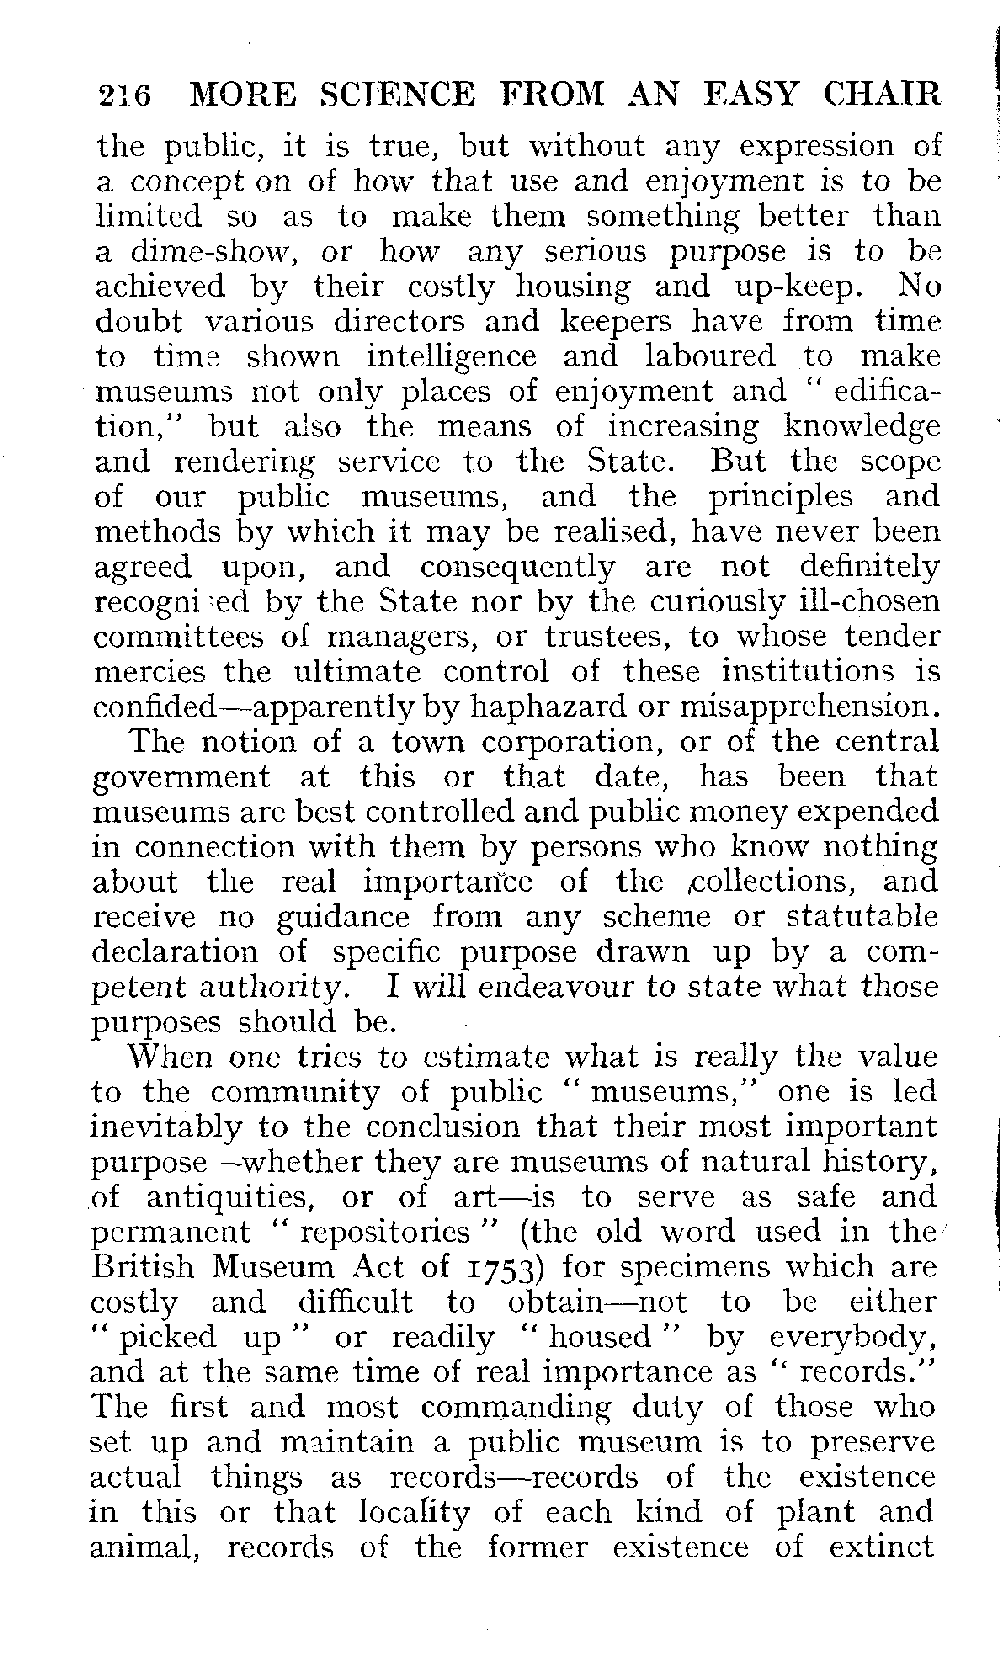 216 MORE SCIENCE FROM AN EASY CHAIR
the public, it is true, but without any expression of
a concept on of how that use and enjoyment is to be
limited so as to make them something better than
a dime-show, or how any serious purpose is to be
achieved by their costly housing and up-keep. No
doubt various directors and keepers have from time
to time shown intelligence and laboured to make
museums not only places of enjoyment and “ edifica-
tion,” but also the means of increasing knowledge
and rendering service to the State. But the scope
of our public museums, and the principles and
methods by which it may be realised, have never been
agreed upon, and consequently are not definitely
recognised by the State nor by the curiously ill-chosen
committees of managers, or trustees, to whose tender
mercies the ultimate control of these institutions is
confided—apparently by haphazard or misapprehension.
The notion of a town corporation, or of the central
government at this or that date, has been that
museums are best controlled and public money expended
in connection with them by persons who know nothing
about the real importance of the collections, and
receive no guidance from any scheme or statutable
declaration of specific purpose drawn up by a com-
petent authority. I will endeavour to state what those
purposes should be.
When one tries to estimate what is really the value
to the community of public “ museums,” one is led
inevitably to the conclusion that their most important
purpose—whether they are museums of natural history,
of antiquities, or of art—is to serve as safe and
permanent “ repositories ” (the old word used in the
British Museum Act of 1753) for specimens which are
costly and difficult to obtain—not to be either
“ picked up ” or readily “ housed ” by everybody,
and at the same time of real importance as “ records.”
The first and most commanding duty of those who
set up and maintain a public museum is to preserve
actual things as records—records of the existence
in this or that locality of each kind of plant and
animal, records of the former existence of extinct